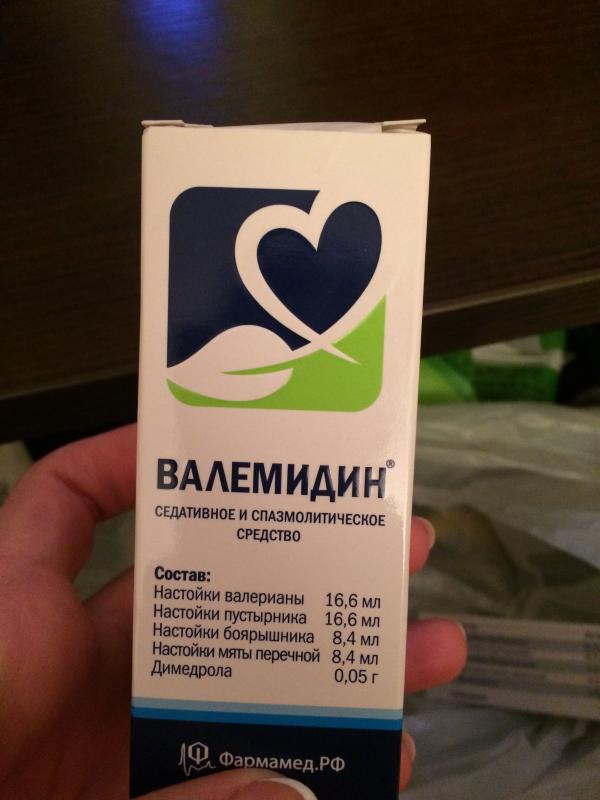 ВАЛЕМИДИН®
СЕДАТИВНОЕ И СПАЗМОЛИТИЧЕСКОЕ
СРЕДСТВО
Состав:
Настойки валерианы 16,6 мл
Настойки пустырника 16,6 мл
Настойки боярышника 8,4 мл
Настойки мяты перечной 8,4 мл
Димедрола 0,05 г
Фармамед.РФ